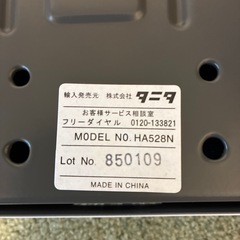 輸入発売元 株式会社 タニタ
お客様サービス相談室
フリーダイヤル 0120-133821
MODEL NO. HA528N
Lot No. 850109
MADE IN CHINA